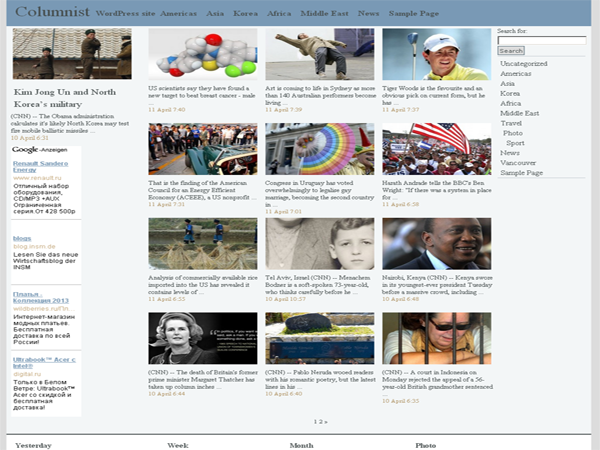 Columnist WordPress site Americas Asia Korea Africa Middle East News Sample Page
Search for:
Search
Uncategorized
Americas
Asia
Korea
Africa
Middle East
Travel
Photo
Sport
News
Vancouver
Sample Page
Kim Jong Un and North
Korea's military
(CNN) -- The Obama administration
calculates it's likely North Korea may test
fire mobile ballistic missiles ...
10 April 6:31
US scientists say they have found a
new target to beat breast cancer - male
...
11 April 7:40
Art is coming to life in Sydney as more
than 140 Australian performers become
living ...
11 April 7:39
Tiger Woods is the favourite and an
obvious pick on current form, but he
has ...
11 April 7:37
That is the finding of the American
Council for an Energy Efficient
Economy (ACEEE), a US nonprofit ...
11 April 7:31
Congress in Uruguay has voted
overwhelmingly to legalise gay
marriage, becoming the second country
in ...
11 April 7:01
Harath Andrade tells the BBC's Ben
Wright: "If there was a system in place
for ...
11 April 6:58
Analysis of commercially available rice
imported into the US has revealed it
contains levels of ...
11 April 6:55
Tel Aviv, Israel (CNN) -- Menachem
Bodner is a soft-spoken 73-year-old,
who thinks carefully before he ...
10 April 10:27
Nairobi, Kenya (CNN) -- Kenya swore
in its youngest-ever president Tuesday
before a massive crowd, including ...
10 April 6:46
(CNN) -- The death of Britain's former
prime minister Margaret Thatcher has
taken up column inches ...
10 April 6:44
(CNN) -- Pablo Neruda wooed readers
with his romantic poetry, but the latest
lines in his ...
10 April 6:40
(CNN) -- A court in Indonesia on
Monday rejected the appeal of a 56-
year-old British grandmother sentenced
...
10 April 6:35
Google-Anzeigen
Renault Sandero
Energy
www.renault.ru
Отличный набор
оборудования,
CD/MP3 +AUX
Ограниченная
серия.От 428 500р
blogs
blog.insm.de
Lesen Sie das neue
Wirtschaftsblog der
INSM
Платья -
Коллекция 2013
wildberries.ru/Пл
Интернет-магазин
модных платьев.
Бесплатная
доставка по всей
России!
Ultrabook™ Acer с
Intel®
digital.ru
Только в Белом
Ветре: Ultrabook™
Acer со скидкой и
бесплатной
доставкой!
1 2 »
Yesterday Week Month Photo